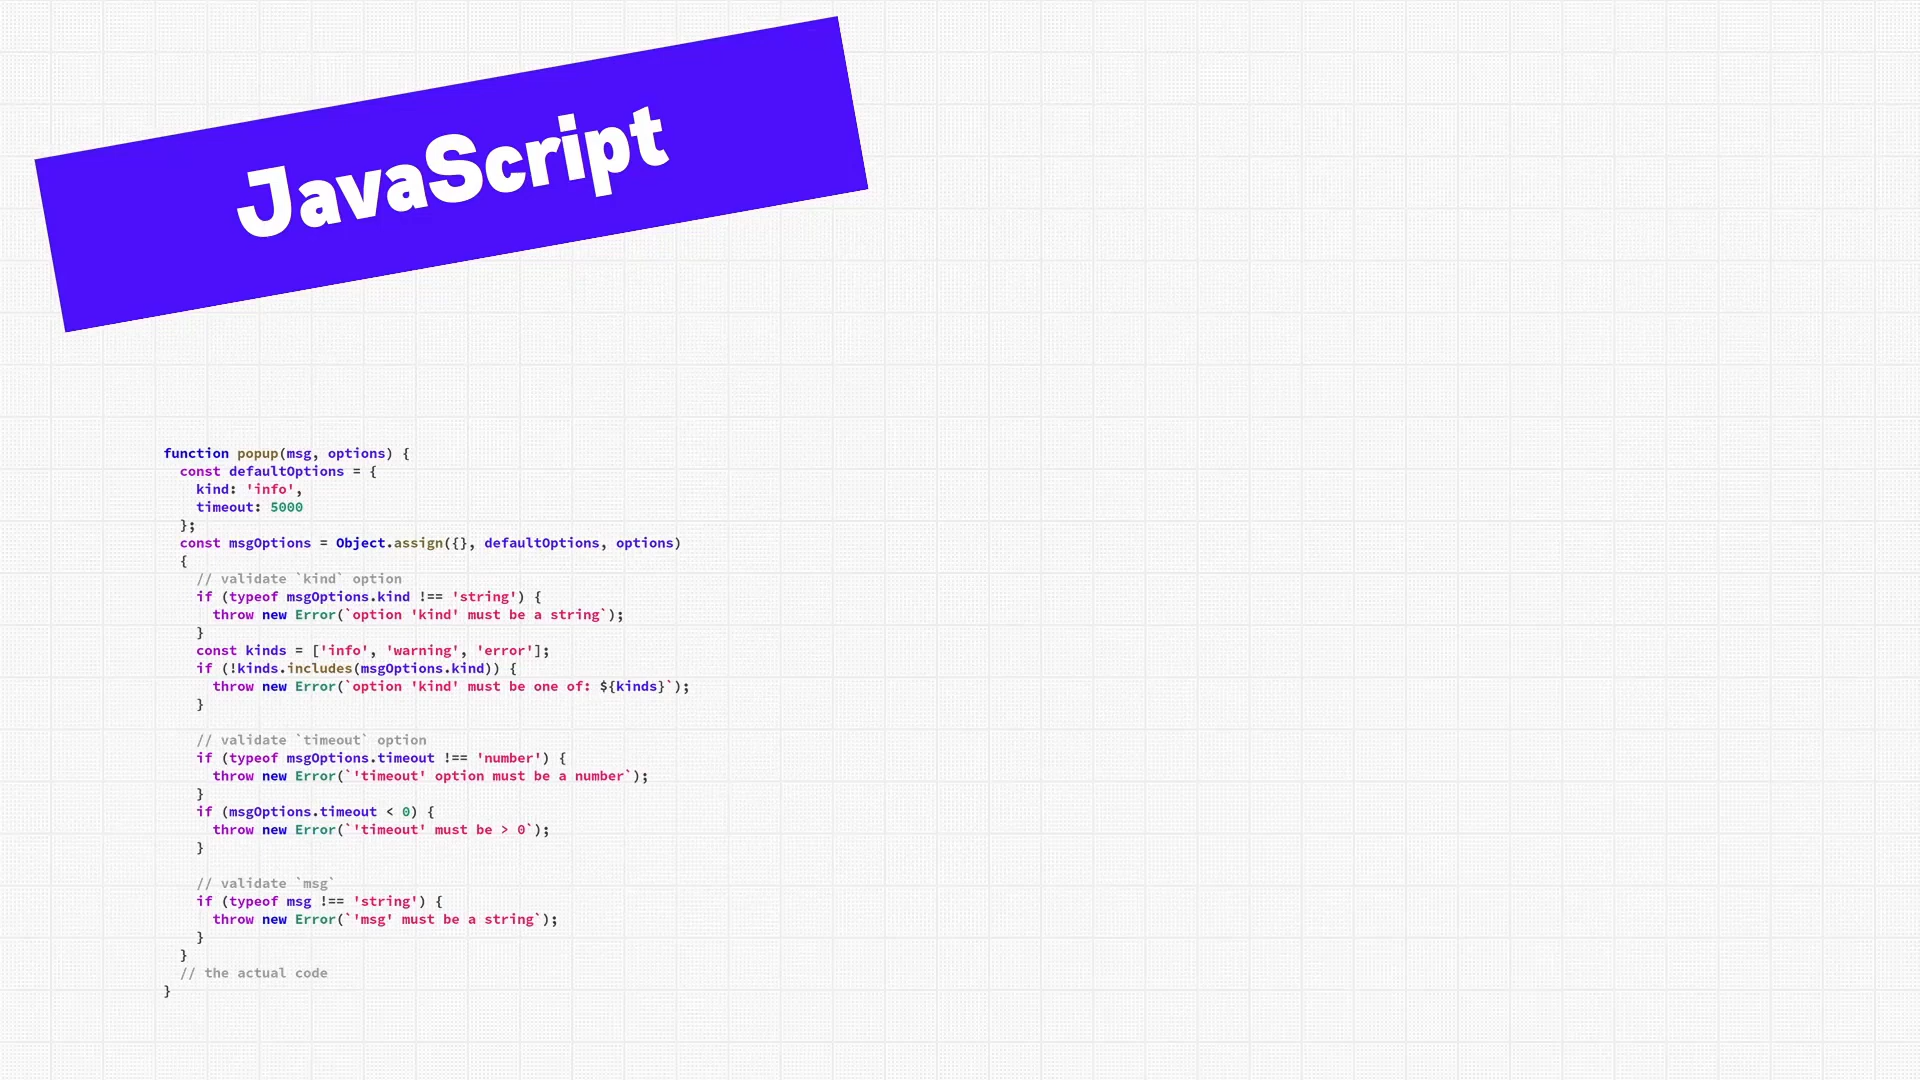 JavaScript
function popup(msg, options) {
  const defaultOptions = {
    kind: 'info',
    timeout: 5000
  };
  const msgOptions = Object.assign({}, defaultOptions, options)
  {
    // validate `kind` option
    if (typeof msgOptions.kind !== 'string') {
      throw new Error(`option 'kind' must be a string`);
    }
    const kinds = ['info', 'warning', 'error'];
    if (!kinds.includes(msgOptions.kind)) {
      throw new Error(`option 'kind' must be one of: ${kinds}`);
    }

    // validate `timeout` option
    if (typeof msgOptions.timeout !== 'number') {
      throw new Error(`'timeout' option must be a number`);
    }
    if (msgOptions.timeout < 0) {
      throw new Error(`'timeout' must be > 0`);
    }

    // validate `msg`
    if (typeof msg !== 'string') {
      throw new Error(`'msg' must be a string`);
    }
  }
  // the actual code
}